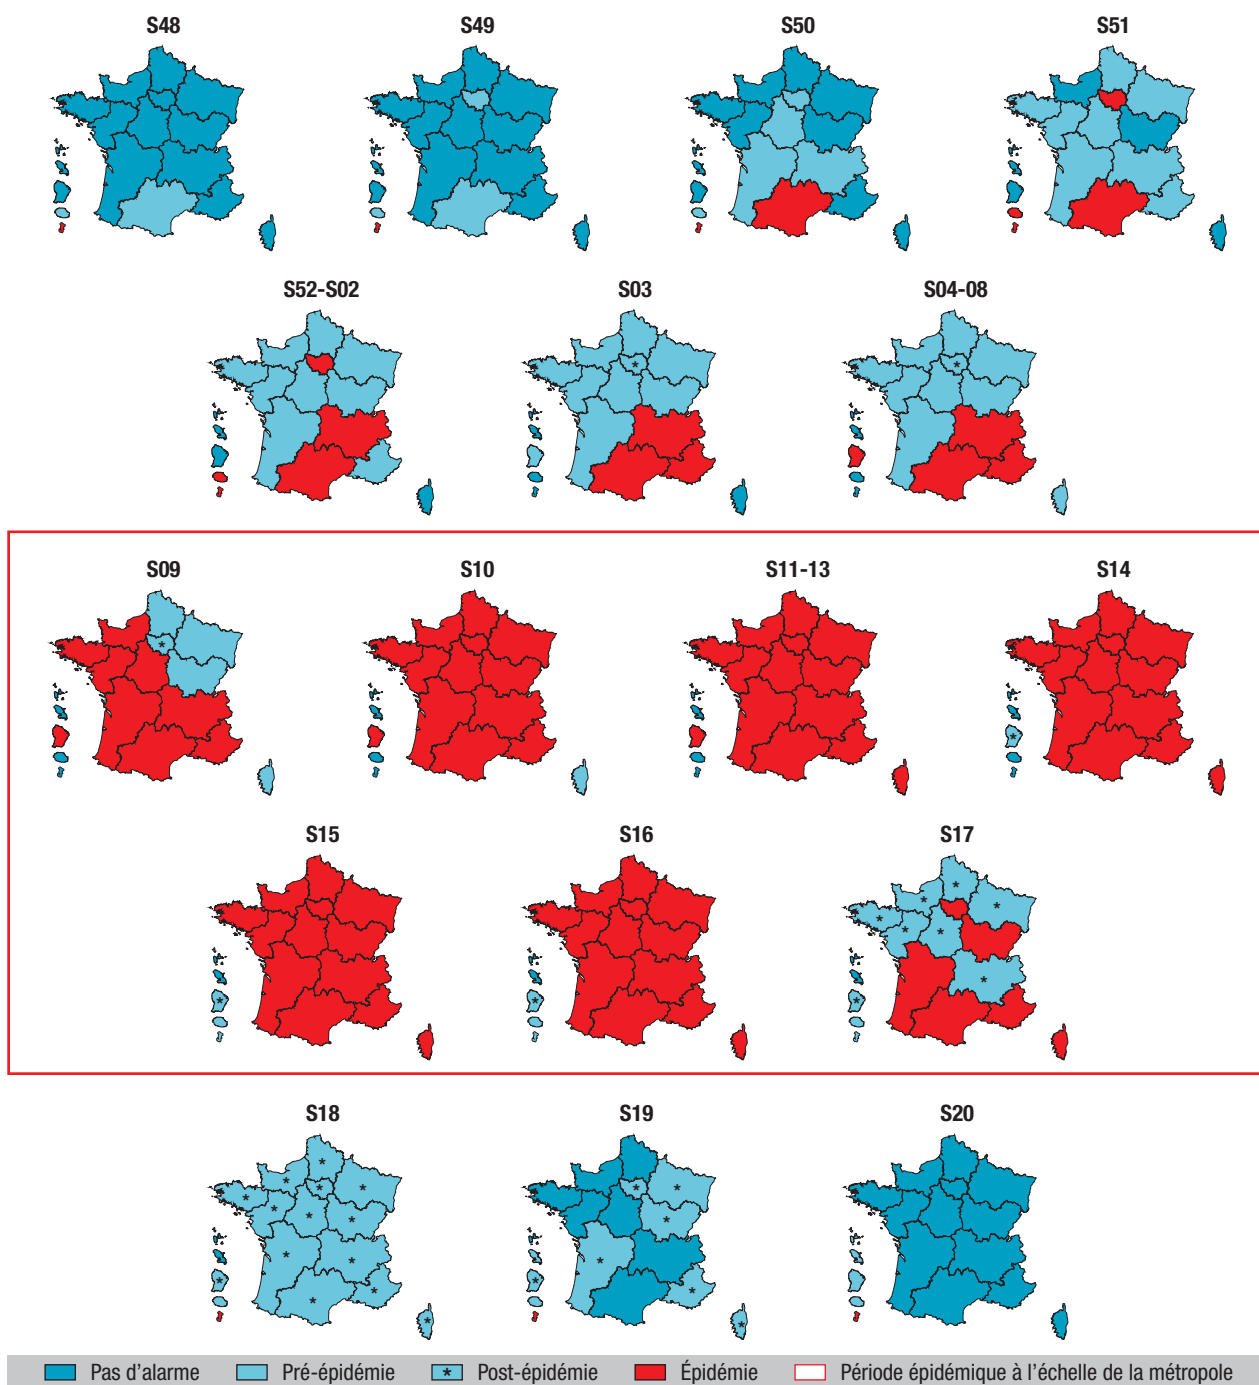 S48 S49 S50 S51
S52-S02 S03 S04-08
S09 S10 S11-13 S14
S15 S16 S17
S18 S19 S20
Pas d'alarme Pré-épidémie * Post-épidémie Épidémie Période épidémique à l'échelle de la métropole